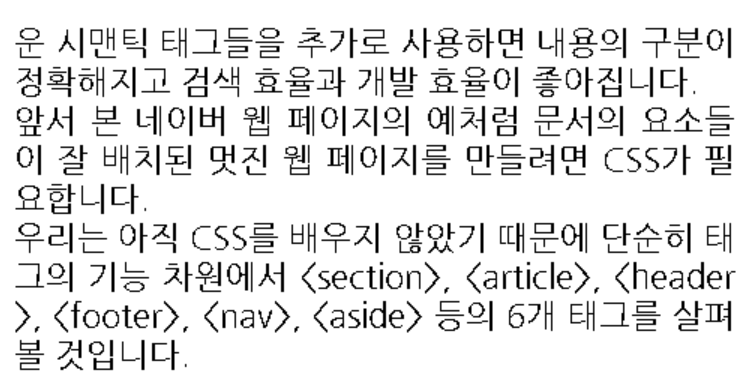 운 시맨틱 태그들을 추가로 사용하면 내용의 구분이
정확해지고 검색 효율과 개발 효율이 좋아집니다.
앞서 본 네이버 웹 페이지의 예처럼 문서의 요소들
이 잘 배치된 멋진 웹 페이지를 만들려면 CSS가 필
요합니다.
우리는 아직 CSS를 배우지 않았기 때문에 단순히 태
그의 기능 차원에서 〈section〉, 〈article〉, 〈header
〉, 〈footer〉, 〈nav〉, 〈aside〉 등의 6개 태그를 살펴
볼 것입니다.